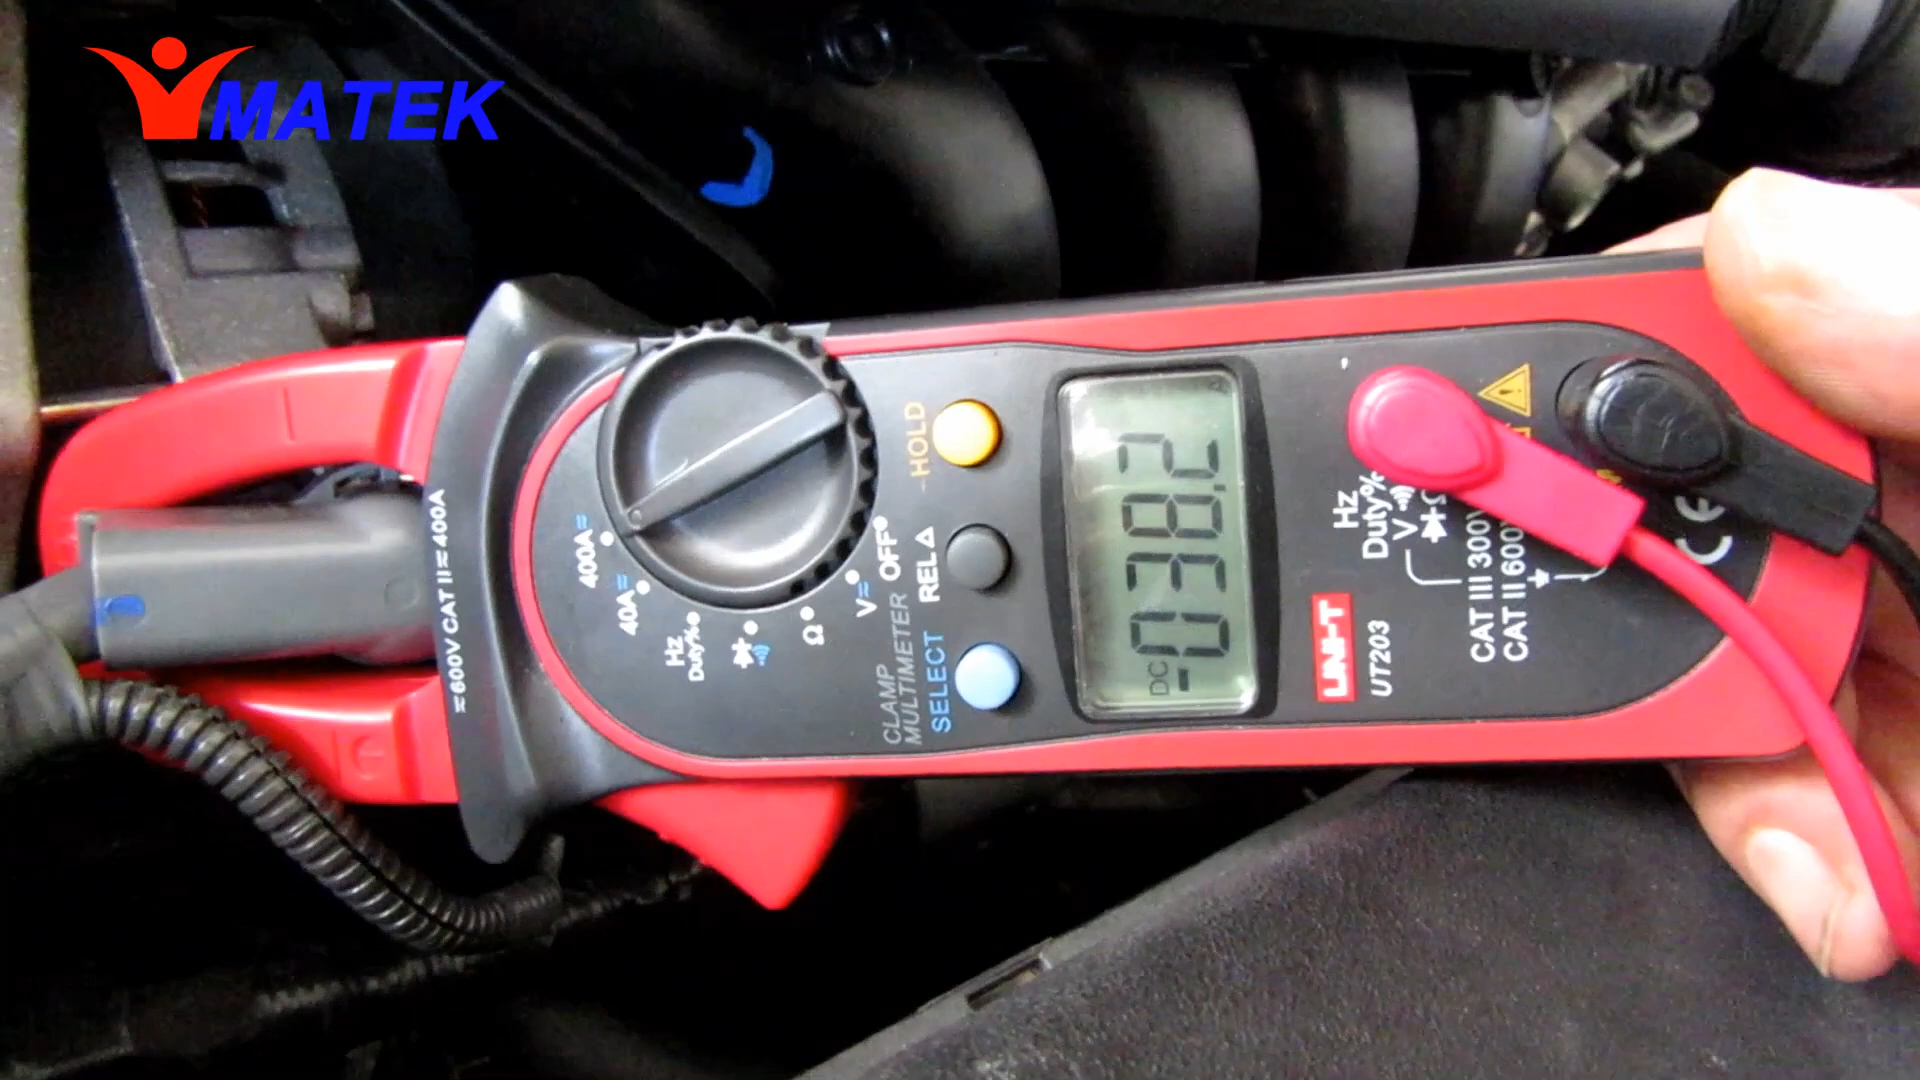 MATEK
≂600V CAT II≂400A
400A≂
40A≂
Hz
Duty%
Ω
V≂
OFF
HOLD
REL△
SELECT
CLAMP
MULTIMETER
DC
-038.2
UNI-T
UT203
Hz
Duty%
V
Ω
CAT III 300V
CAT II 600V
CE